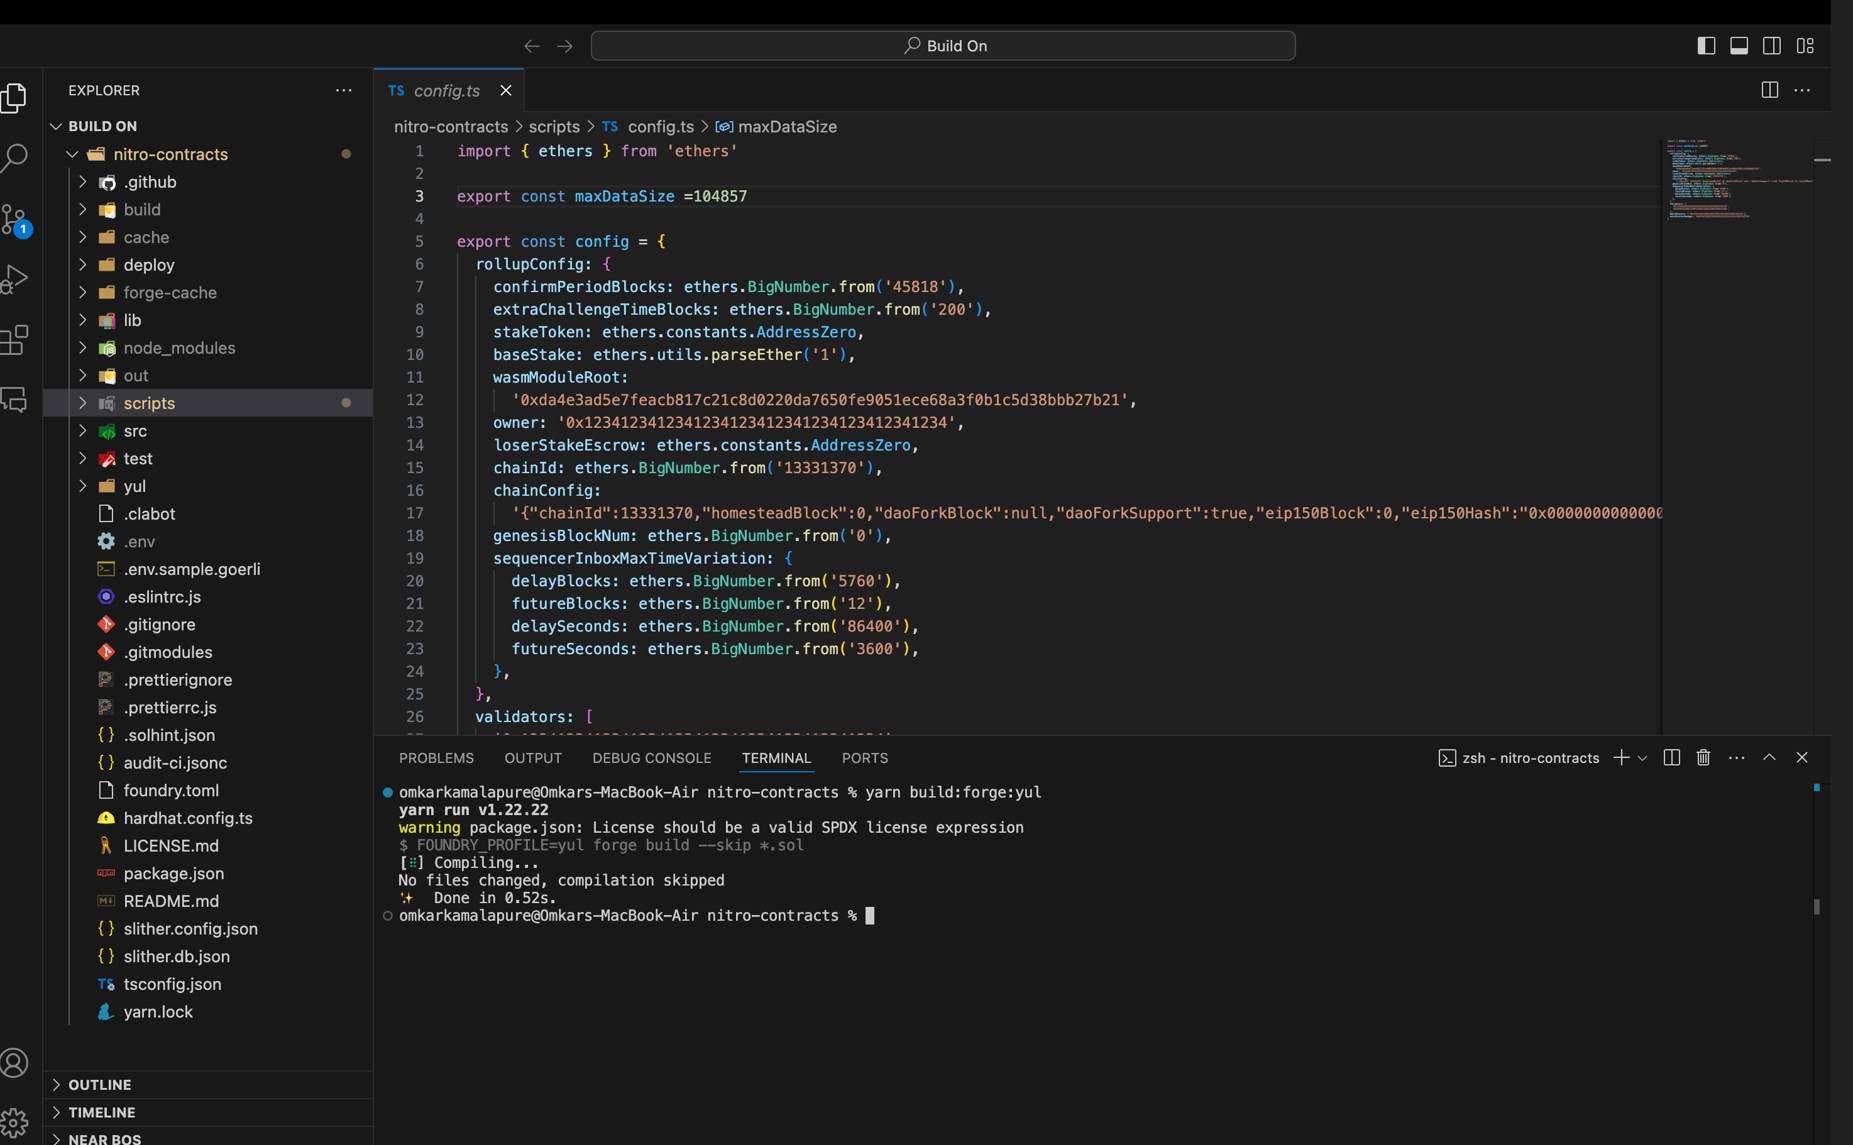 Build On
EXPLORER
BUILD ON
nitro-contracts
.github
build
cache
deploy
forge-cache
lib
node_modules
out
scripts
src
test
yul
.clabot
.env
.env.sample.goerli
.eslintrc.js
.gitignore
.gitmodules
.prettierignore
.prettierrc.js
.solhint.json
audit-ci.jsonc
foundry.toml
hardhat.config.ts
LICENSE.md
package.json
README.md
slither.config.json
slither.db.json
tsconfig.json
yarn.lock
OUTLINE
TIMELINE
NEAR BOS
1
TS config.ts
nitro-contracts > scripts > TS config.ts > maxDataSize
1 import { ethers } from 'ethers'
2
3 export const maxDataSize =104857
4
5 export const config = {
6 rollupConfig: {
7 confirmPeriodBlocks: ethers.BigNumber.from('45818'),
8 extraChallengeTimeBlocks: ethers.BigNumber.from('200'),
9 stakeToken: ethers.constants.AddressZero,
10 baseStake: ethers.utils.parseEther('1'),
11 wasmModuleRoot:
12 '0xda4e3ad5e7feacb817c21c8d0220da7650fe9051ece68a3f0b1c5d38bbb27b21',
13 owner: '0x1234123412341234123412341234123412341234',
14 loserStakeEscrow: ethers.constants.AddressZero,
15 chainId: ethers.BigNumber.from('13331370'),
16 chainConfig:
17 '{"chainId":13331370,"homesteadBlock":0,"daoForkBlock":null,"daoForkSupport":true,"eip150Block":0,"eip150Hash":"0x0000000000000
18 genesisBlockNum: ethers.BigNumber.from('0'),
19 sequencerInboxMaxTimeVariation: {
20 delayBlocks: ethers.BigNumber.from('5760'),
21 futureBlocks: ethers.BigNumber.from('12'),
22 delaySeconds: ethers.BigNumber.from('86400'),
23 futureSeconds: ethers.BigNumber.from('3600'),
24 },
25 },
26 validators: [
PROBLEMS OUTPUT DEBUG CONSOLE TERMINAL PORTS
zsh - nitro-contracts
omkarkamalapure@Omkars-MacBook-Air nitro-contracts % yarn build:forge:yul
yarn run v1.22.22
warning package.json: License should be a valid SPDX license expression
$ FOUNDRY_PROFILE=yul forge build --skip *.sol
[⠿] Compiling...
No files changed, compilation skipped
✨ Done in 0.52s.
omkarkamalapure@Omkars-MacBook-Air nitro-contracts %